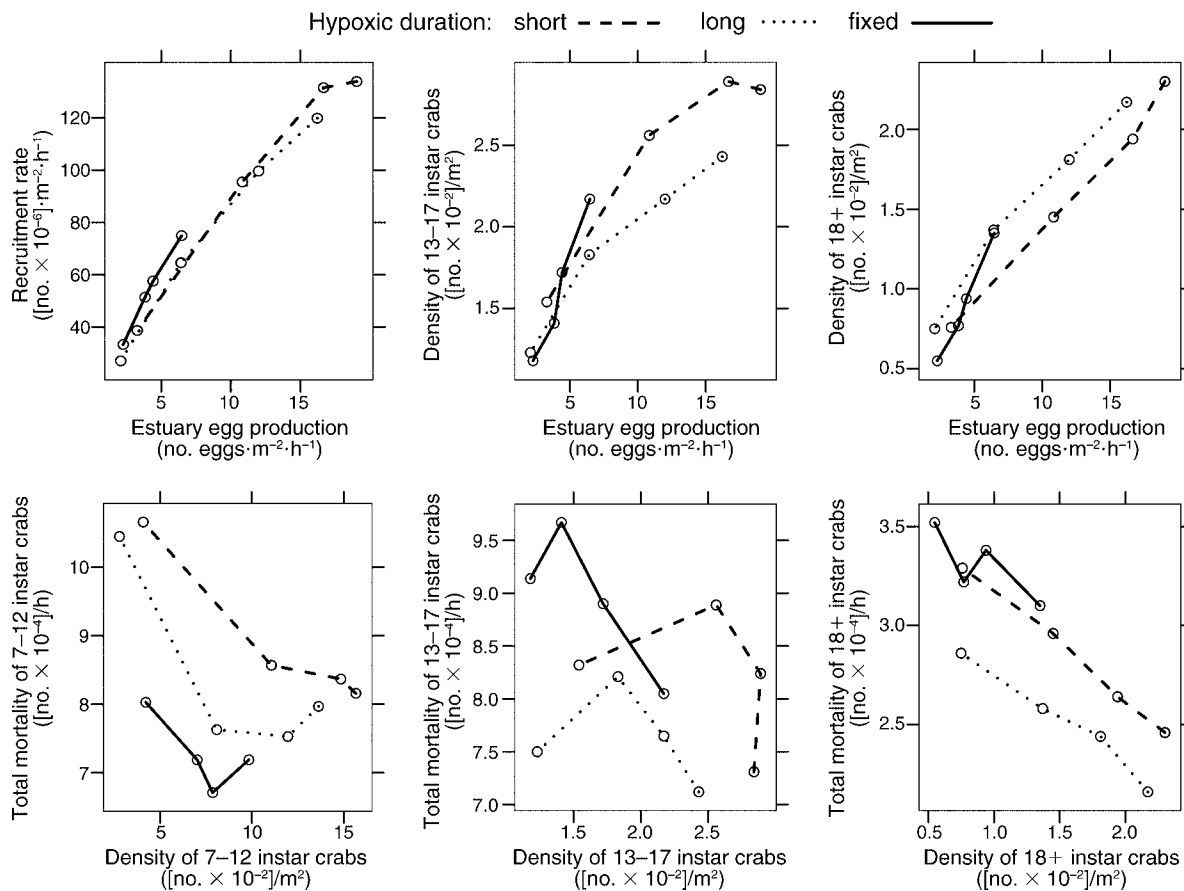 Hypoxic duration: short long fixed
Recruitment rate
([no. × 10⁻⁶]·m⁻²·h⁻¹)
120
100
80
60
40
5 10 15
Estuary egg production
(no. eggs·m⁻²·h⁻¹)
Density of 13–17 instar crabs
([no. × 10⁻²]/m²)
2.5
2.0
1.5
5 10 15
Estuary egg production
(no. eggs·m⁻²·h⁻¹)
Density of 18+ instar crabs
([no. × 10⁻²]/m²)
2.0
1.5
1.0
0.5
5 10 15
Estuary egg production
(no. eggs·m⁻²·h⁻¹)
Total mortality of 7–12 instar crabs
([no. × 10⁻⁴]/h)
10
9
8
7
5 10 15
Density of 7–12 instar crabs
([no. × 10⁻²]/m²)
Total mortality of 13–17 instar crabs
([no. × 10⁻⁴]/h)
9.5
9.0
8.5
8.0
7.5
7.0
1.5 2.0 2.5
Density of 13–17 instar crabs
([no. × 10⁻²]/m²)
Total mortality of 18+ instar crabs
([no. × 10⁻⁴]/h)
3.5
3.0
2.5
0.5 1.0 1.5 2.0
Density of 18+ instar crabs
([no. × 10⁻²]/m²)